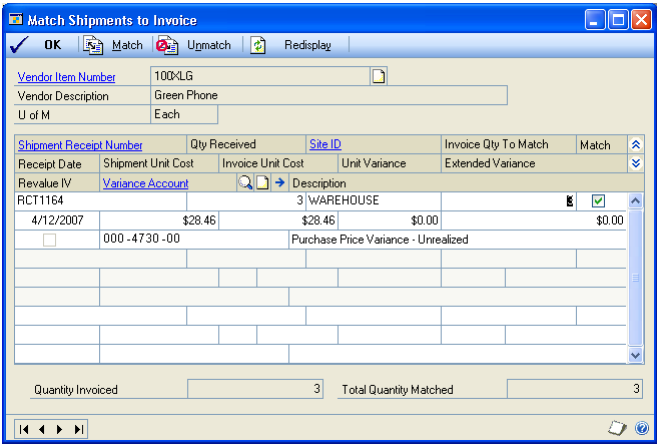 Match Shipments to Invoice
OK Match Unmatch Redisplay
Vendor Item Number 100XLG
Vendor Description Green Phone
U of M Each
Shipment Receipt Number Qty Received Site ID Invoice Qty To Match Match
Receipt Date Shipment Unit Cost Invoice Unit Cost Unit Variance Extended Variance
Revalue IV Variance Account Description
RCT1164 3 WAREHOUSE 3
4/12/2007 $28.46 $28.46 $0.00 $0.00
000 -4730 -00 Purchase Price Variance - Unrealized
Quantity Invoiced 3 Total Quantity Matched 3